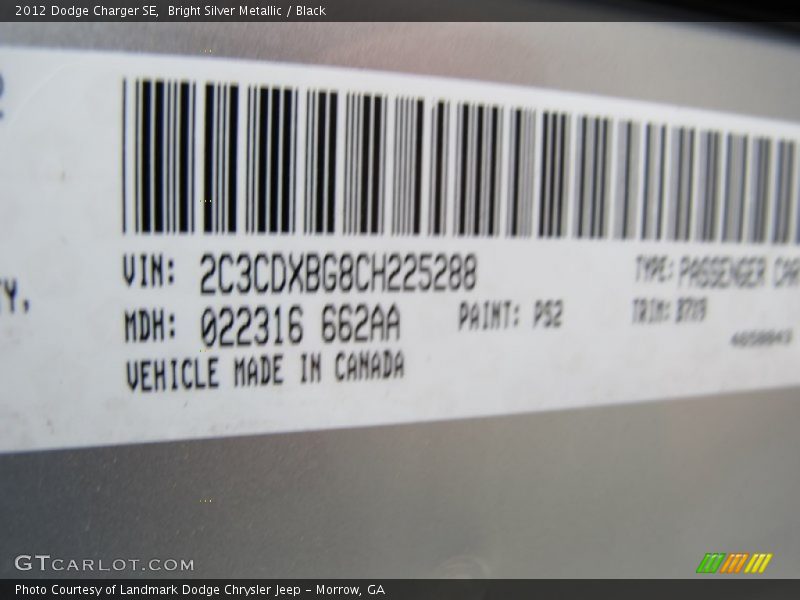 2012 Dodge Charger SE,  Bright Silver Metallic / Black
Y,
VIN: 2C3CDXBG8CH225288
TYPE: PASSENGER CAR
MDH: 022316 662AA
PAINT: PS2
TRIM:
VEHICLE MADE IN CANADA
GTCARLOT.COM
Photo Courtesy of Landmark Dodge Chrysler Jeep - Morrow, GA